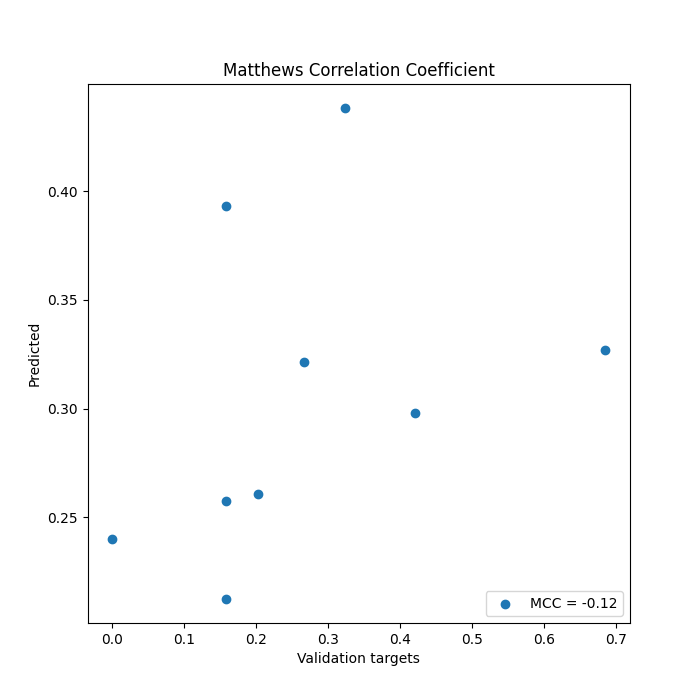 Matthews Correlation Coefficient
Predicted
0.40
0.35
0.30
0.25
MCC = -0.12
0.0 0.1 0.2 0.3 0.4 0.5 0.6 0.7
Validation targets